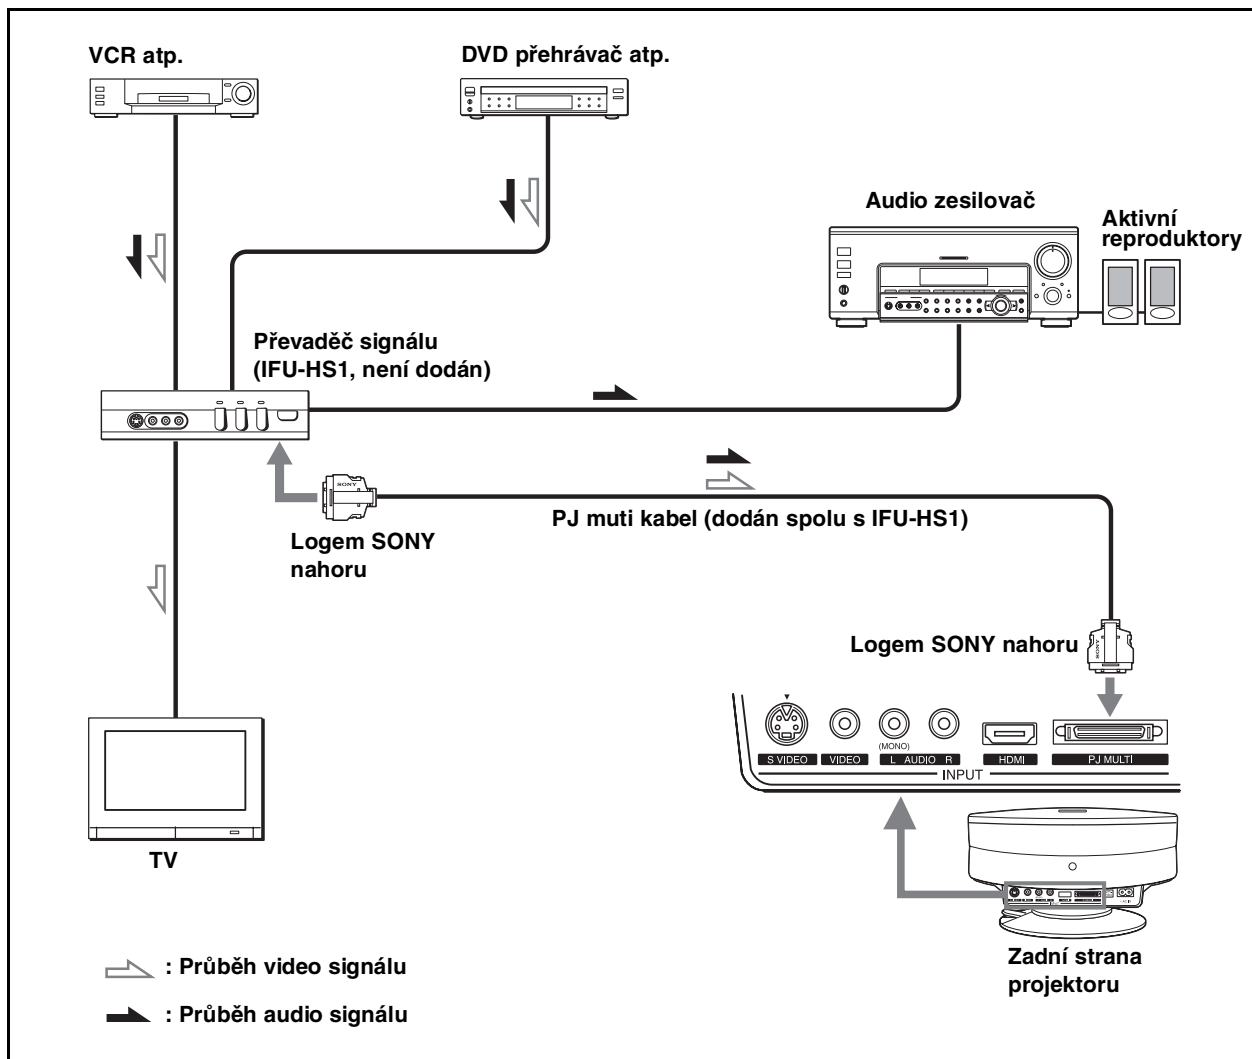 VCR atp.
DVD přehrávač atp.
Audio zesilovač
Aktivní
reproduktory
Převaděč signálu
(IFU-HS1, není dodán)
SONY
PJ muti kabel (dodán spolu s IFU-HS1)
Logem SONY
nahoru
Logem SONY nahoru
SONY
(MONO)
S VIDEO VIDEO L AUDIO R HDMI PJ MULTI
INPUT
TV
Zadní strana
projektoru
: Průběh video signálu
: Průběh audio signálu